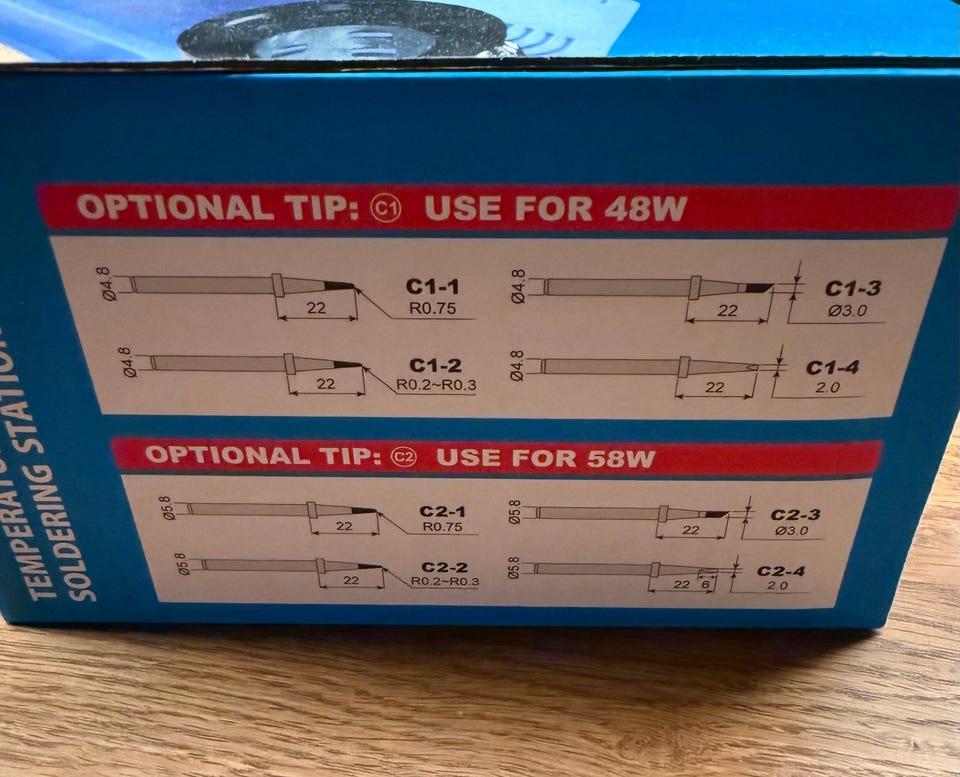 OPTIONAL TIP: C1 USE FOR 48W
Ø4.8
22
C1-1
R0.75
Ø4.8
22
C1-3
Ø3.0
Ø4.8
22
C1-2
R0.2~R0.3
Ø4.8
22
C1-4
2.0
OPTIONAL TIP: C2 USE FOR 58W
Ø5.8
22
C2-1
R0.75
Ø5.8
22
C2-3
Ø3.0
Ø5.8
22
C2-2
R0.2~R0.3
Ø5.8
22 6
C2-4
2.0
SOLDERING STATION